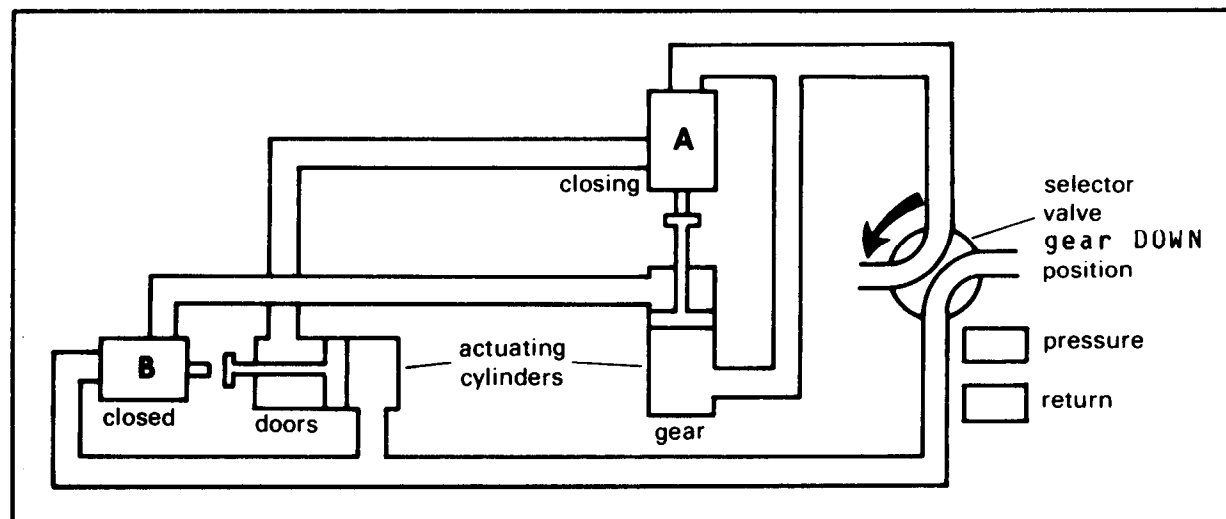 A
closing
selector
valve
gear DOWN
position
B
closed
doors
actuating
cylinders
gear
pressure
return